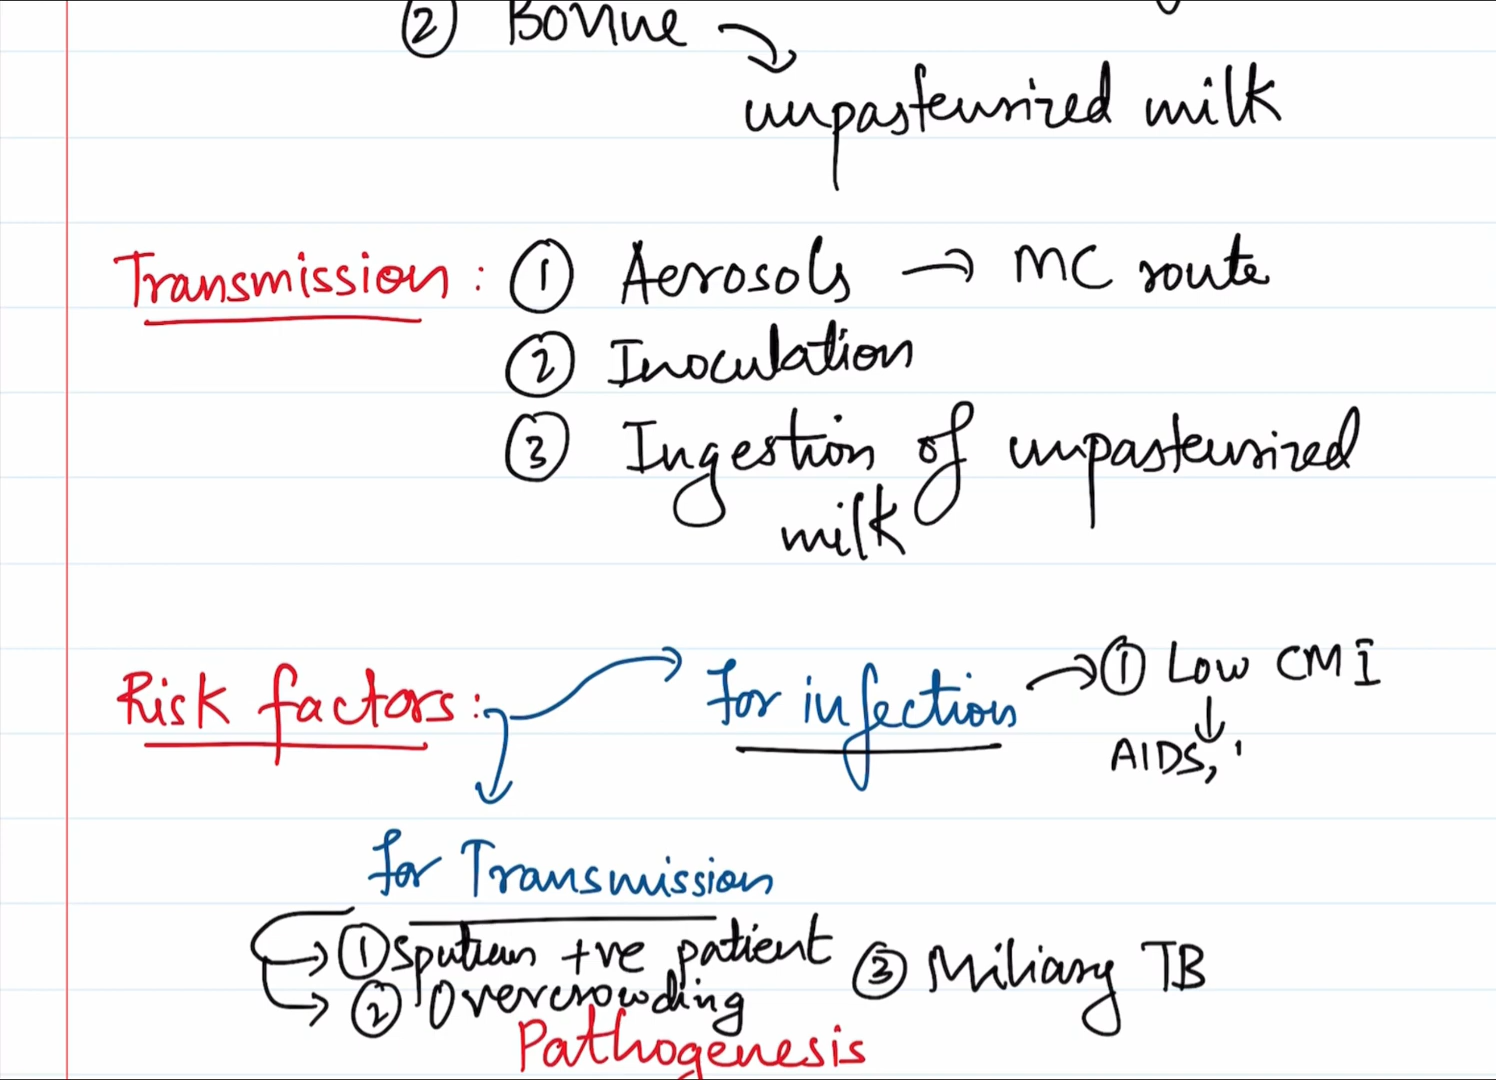 ② Bovine
unpasteurized milk
Transmission : ① Aerosols → MC route
② Inoculation
③ Ingestion of unpasteurized
milk
Risk factors : for infection → ① Low CMI
↓
AIDS, '
for Transmission
① Sputum +ve patient ③ Miliary TB
② Overcrowding
Pathogenesis